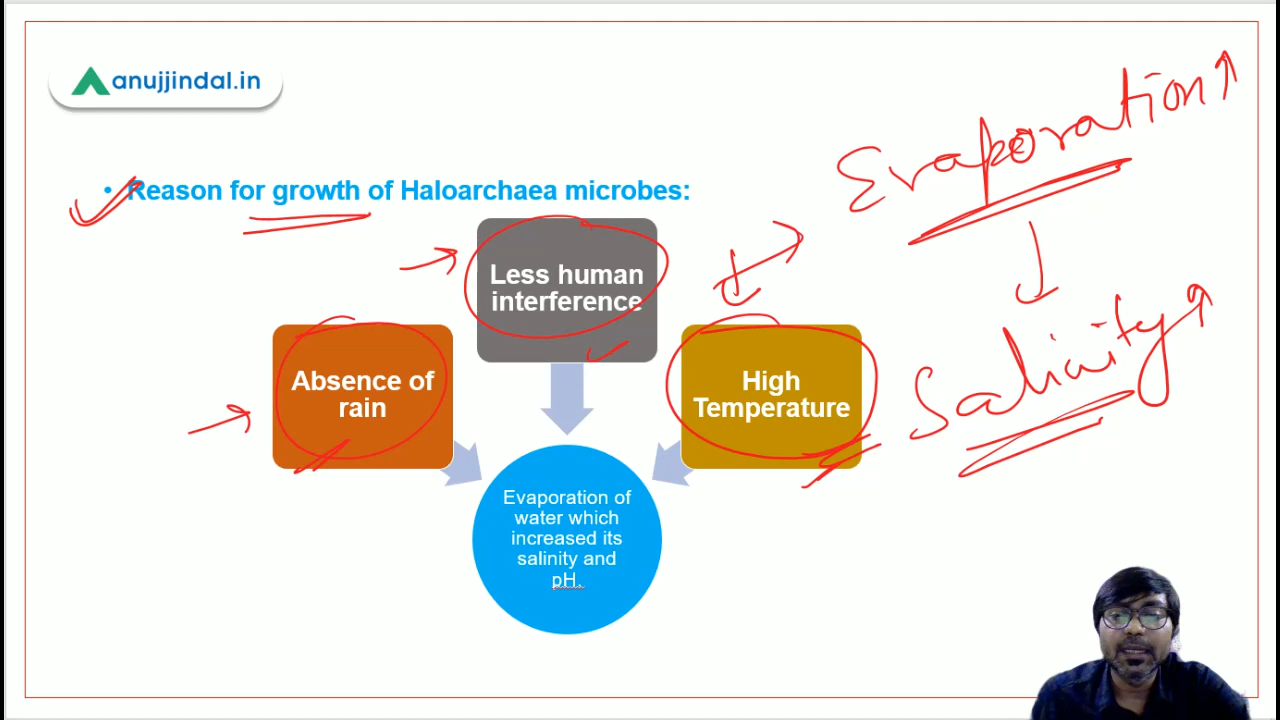 anujjindal.in
Evaporation↑
• Reason for growth of Haloarchaea microbes:
Less human
interference
Salinity↑
Absence of
rain
High
Temperature
Evaporation of
water which
increased its
salinity and
pH.